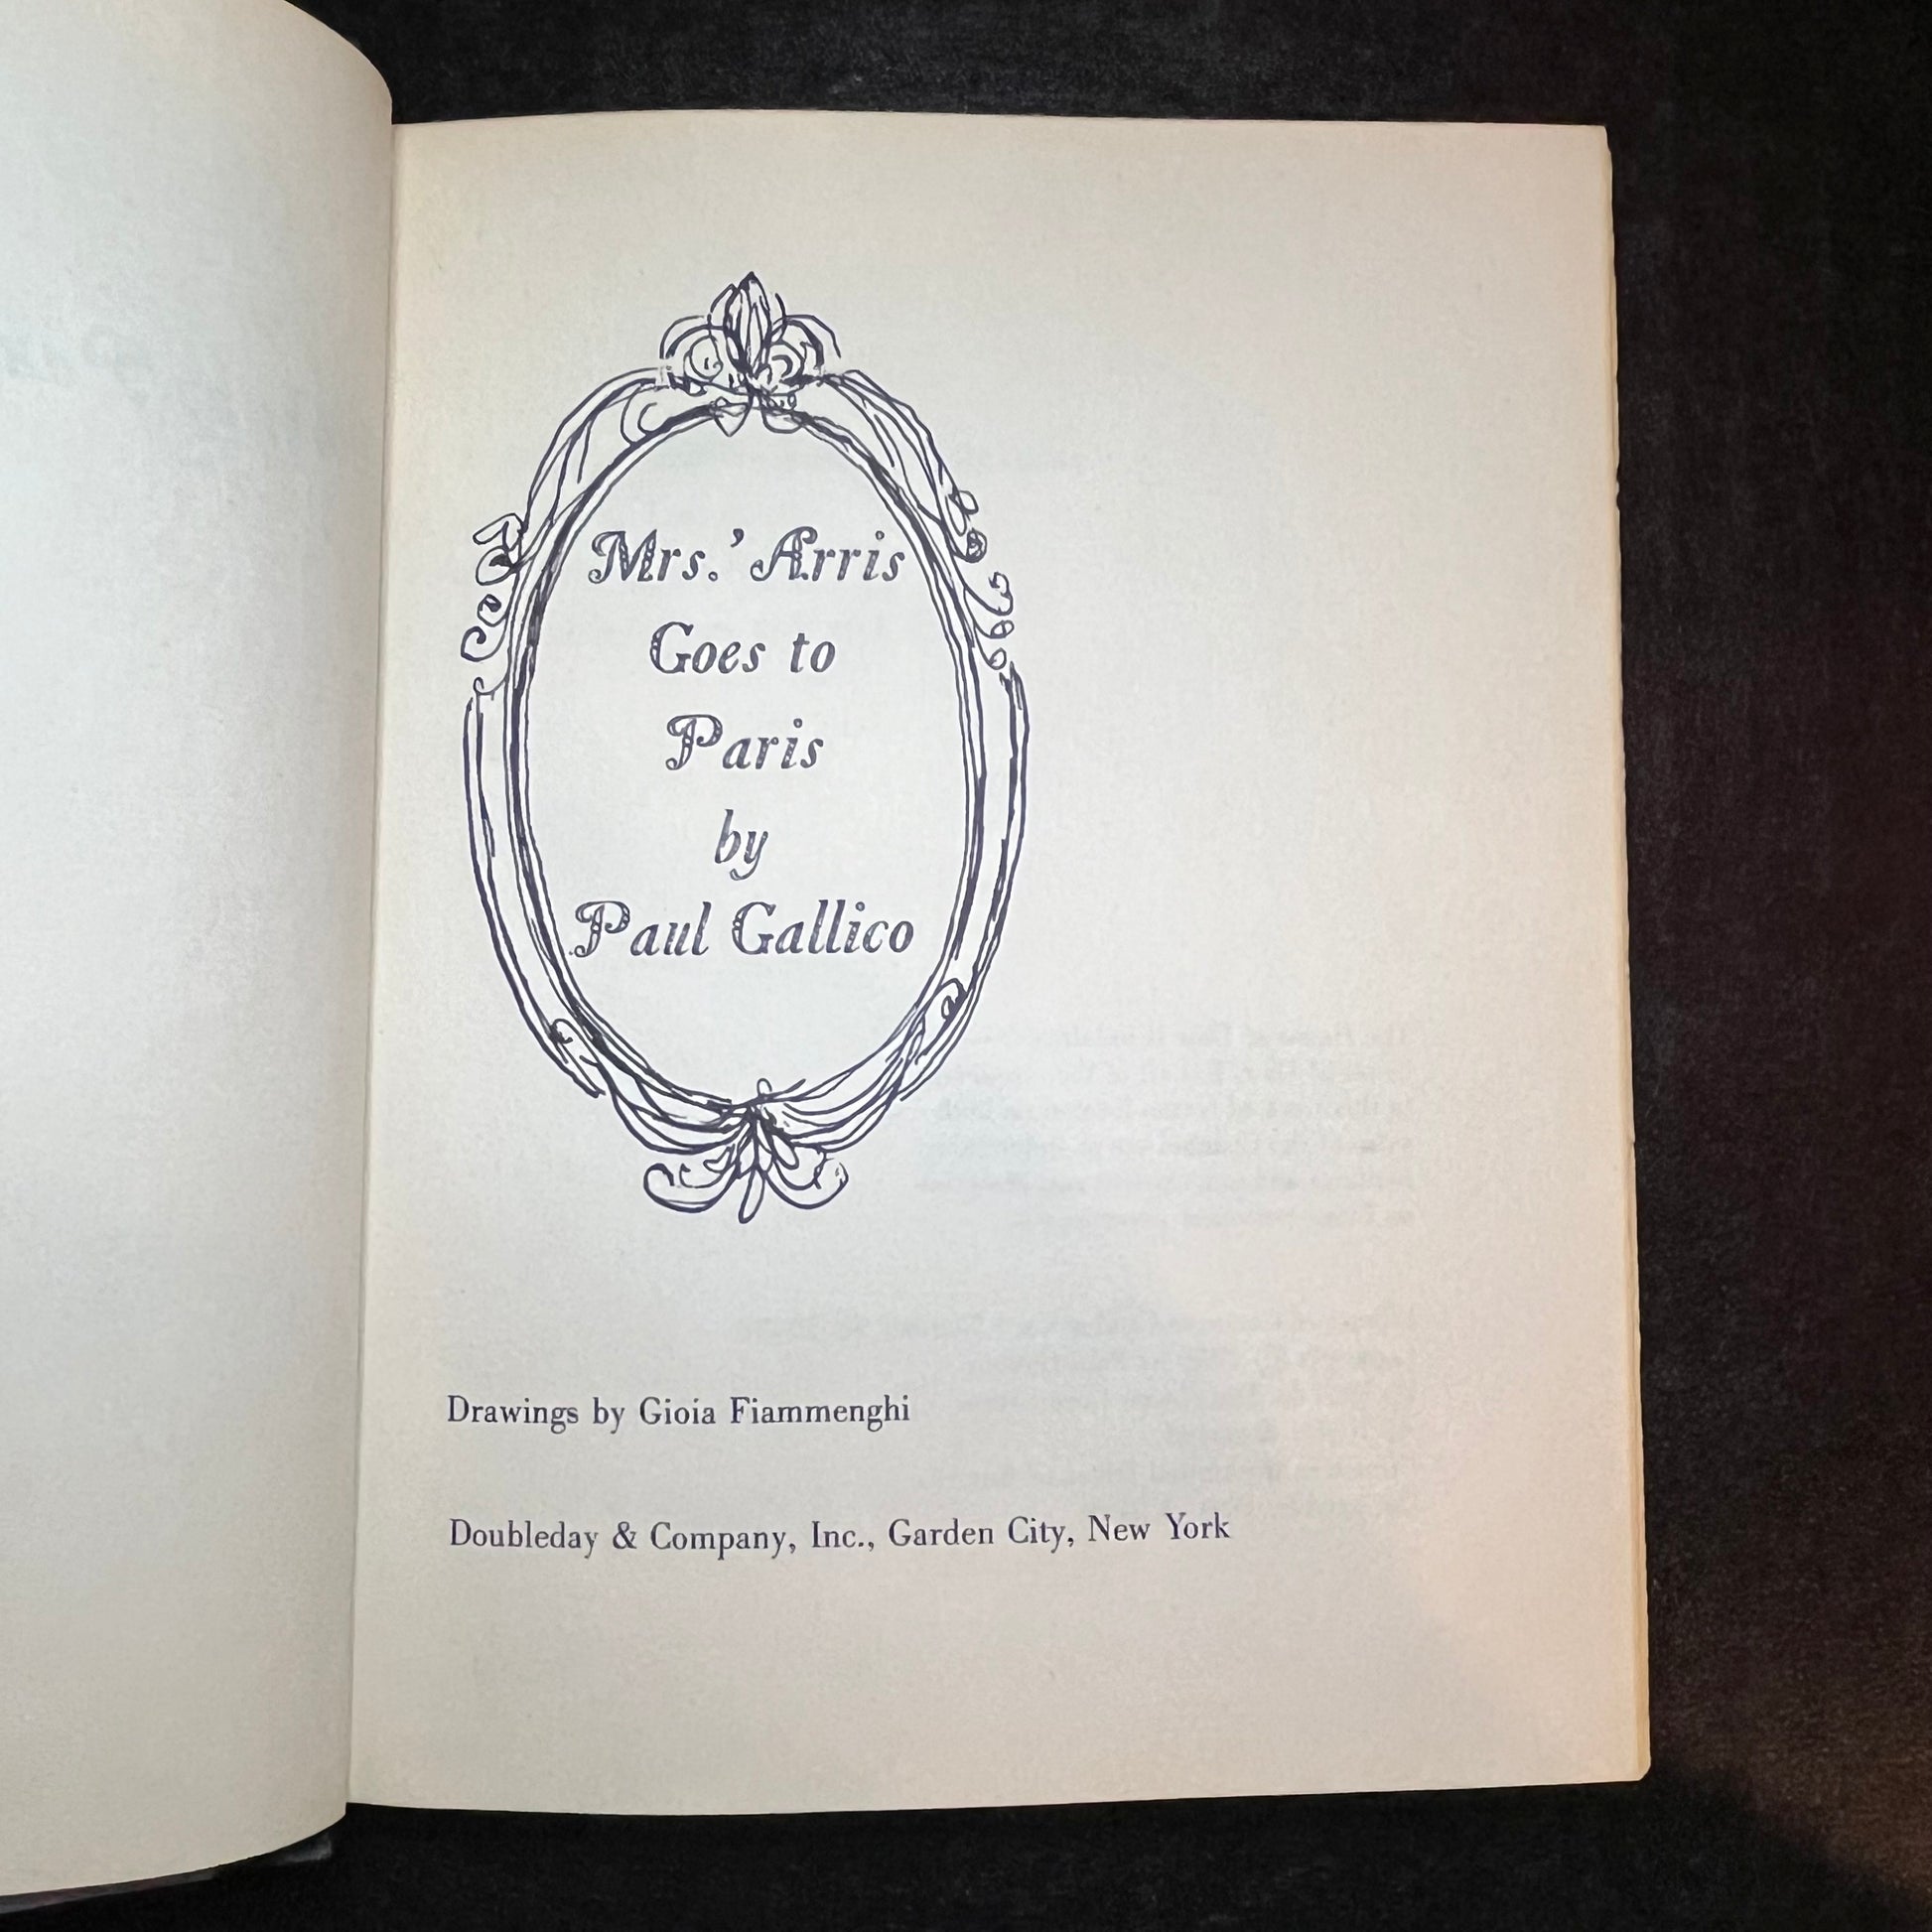 Mrs. 'Arris
Goes to
Paris
by
Paul Gallico
Drawings by Gioia Fiammenghi
Doubleday & Company, Inc., Garden City, New York